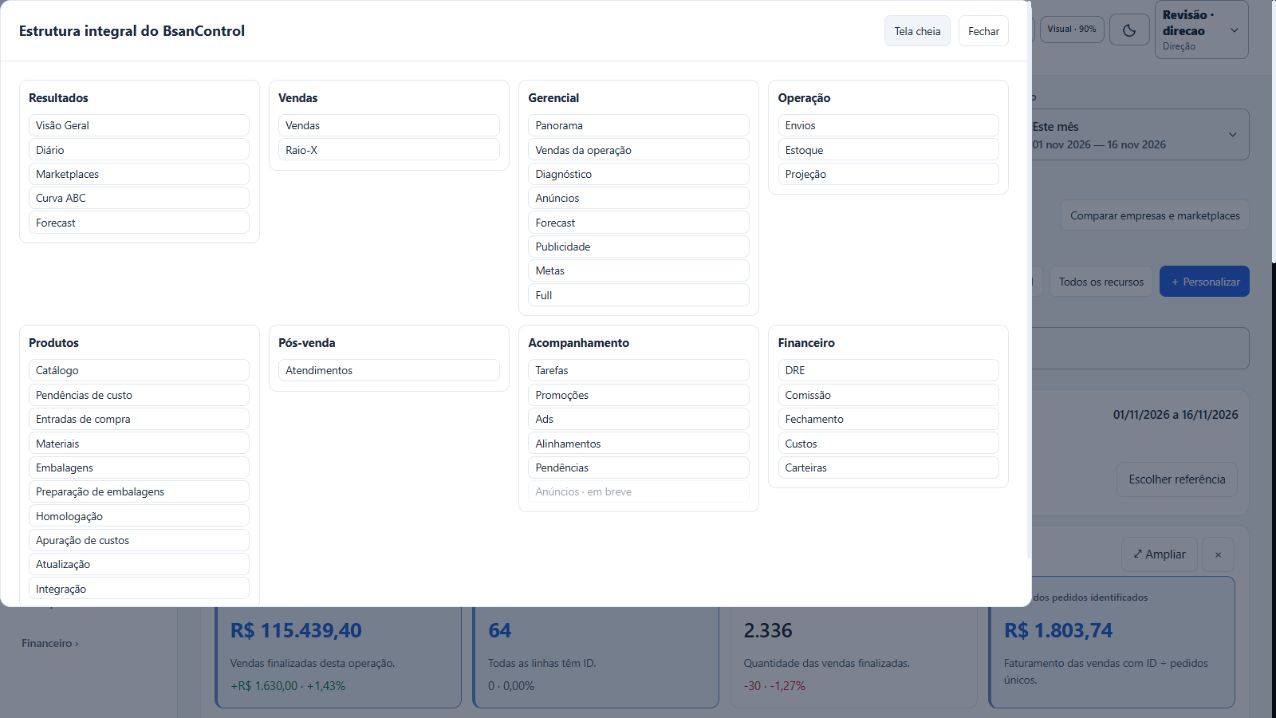 Estrutura integral do BsanControl
Tela cheia
Fechar
Visual · 90%
Revisão ·
direcao
Direção
Resultados
Visão Geral
Diário
Marketplaces
Curva ABC
Forecast
Vendas
Vendas
Raio-X
Gerencial
Panorama
Vendas da operação
Diagnóstico
Anúncios
Forecast
Publicidade
Metas
Full
Operação
Envios
Estoque
Projeção
Este mês
01 nov 2026 — 16 nov 2026
Comparar empresas e marketplaces
Todos os recursos
+ Personalizar
Produtos
Catálogo
Pendências de custo
Entradas de compra
Materiais
Embalagens
Preparação de embalagens
Homologação
Apuração de custos
Atualização
Integração
Pós-venda
Atendimentos
Acompanhamento
Tarefas
Promoções
Ads
Alinhamentos
Pendências
Anúncios · em breve
Financeiro
DRE
Comissão
Fechamento
Custos
Carteiras
01/11/2026 a 16/11/2026
Escolher referência
⤢ Ampliar
×
dos pedidos identificados
Financeiro ›
R$ 115.439,40
Vendas finalizadas desta operação.
+R$ 1.630,00 · +1,43%
64
Todas as linhas têm ID.
0 · 0,00%
2.336
Quantidade das vendas finalizadas.
-30 · -1,27%
R$ 1.803,74
Faturamento das vendas com ID ÷ pedidos
únicos.